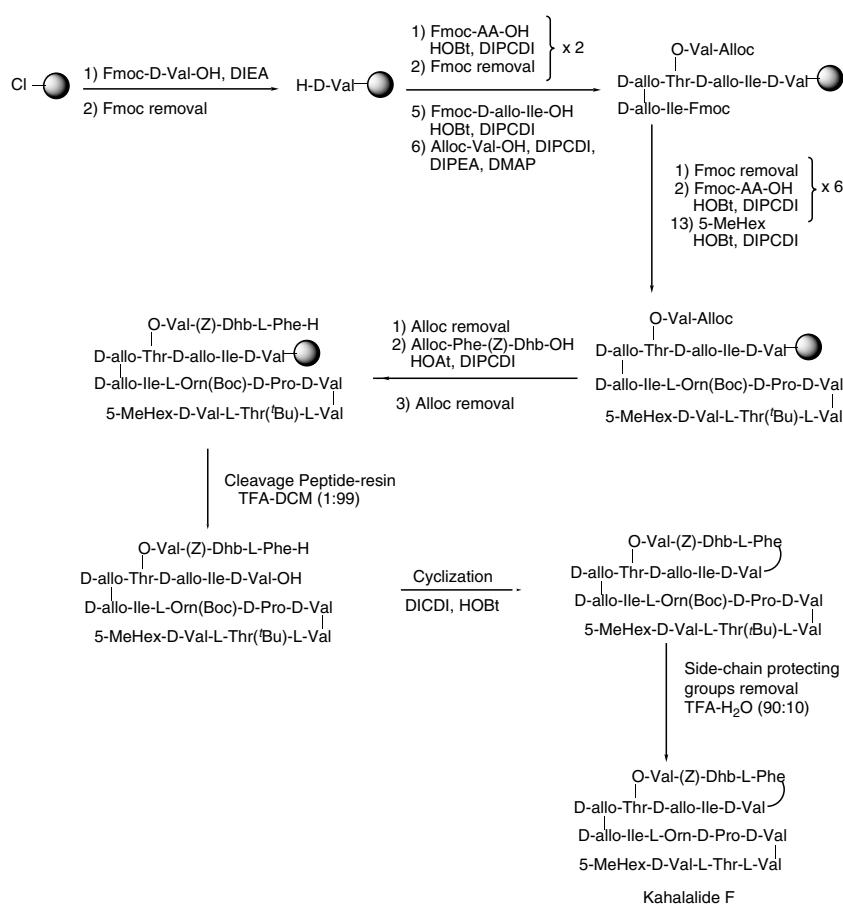 Cl
1) Fmoc-D-Val-OH, DIEA
2) Fmoc removal
H-D-Val
1) Fmoc-AA-OH
HOBt, DIPCDI
2) Fmoc removal
x 2
5) Fmoc-D-allo-Ile-OH
HOBt, DIPCDI
6) Alloc-Val-OH, DIPCDI,
DIPEA, DMAP
O-Val-Alloc
D-allo-Thr-D-allo-Ile-D-Val
D-allo-Ile-Fmoc
1) Fmoc removal
2) Fmoc-AA-OH
HOBt, DIPCDI
x 6
13) 5-MeHex
HOBt, DIPCDI
O-Val-Alloc
D-allo-Thr-D-allo-Ile-D-Val
D-allo-Ile-L-Orn(Boc)-D-Pro-D-Val
5-MeHex-D-Val-L-Thr(tBu)-L-Val
1) Alloc removal
2) Alloc-Phe-(Z)-Dhb-OH
HOAt, DIPCDI
3) Alloc removal
O-Val-(Z)-Dhb-L-Phe-H
D-allo-Thr-D-allo-Ile-D-Val
D-allo-Ile-L-Orn(Boc)-D-Pro-D-Val
5-MeHex-D-Val-L-Thr(tBu)-L-Val
Cleavage Peptide-resin
TFA-DCM (1:99)
O-Val-(Z)-Dhb-L-Phe-H
D-allo-Thr-D-allo-Ile-D-Val-OH
D-allo-Ile-L-Orn(Boc)-D-Pro-D-Val
5-MeHex-D-Val-L-Thr(tBu)-L-Val
Cyclization
DICDI, HOBt
O-Val-(Z)-Dhb-L-Phe
D-allo-Thr-D-allo-Ile-D-Val
D-allo-Ile-L-Orn(Boc)-D-Pro-D-Val
5-MeHex-D-Val-L-Thr(tBu)-L-Val
Side-chain protecting
groups removal
TFA-H₂O (90:10)
O-Val-(Z)-Dhb-L-Phe
D-allo-Thr-D-allo-Ile-D-Val
D-allo-Ile-L-Orn-D-Pro-D-Val
5-MeHex-D-Val-L-Thr-L-Val
Kahalalide F